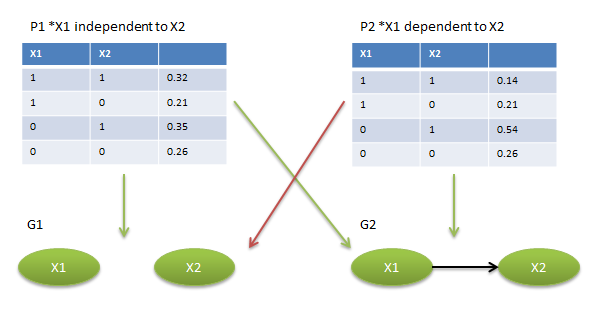 P1 *X1 independent to X2
X1 X2
1 1 0.32
1 0 0.21
0 1 0.35
0 0 0.26
P2 *X1 dependent to X2
X1 X2
1 1 0.14
1 0 0.21
0 1 0.54
0 0 0.26
G1
X1 X2
G2
X1 X2